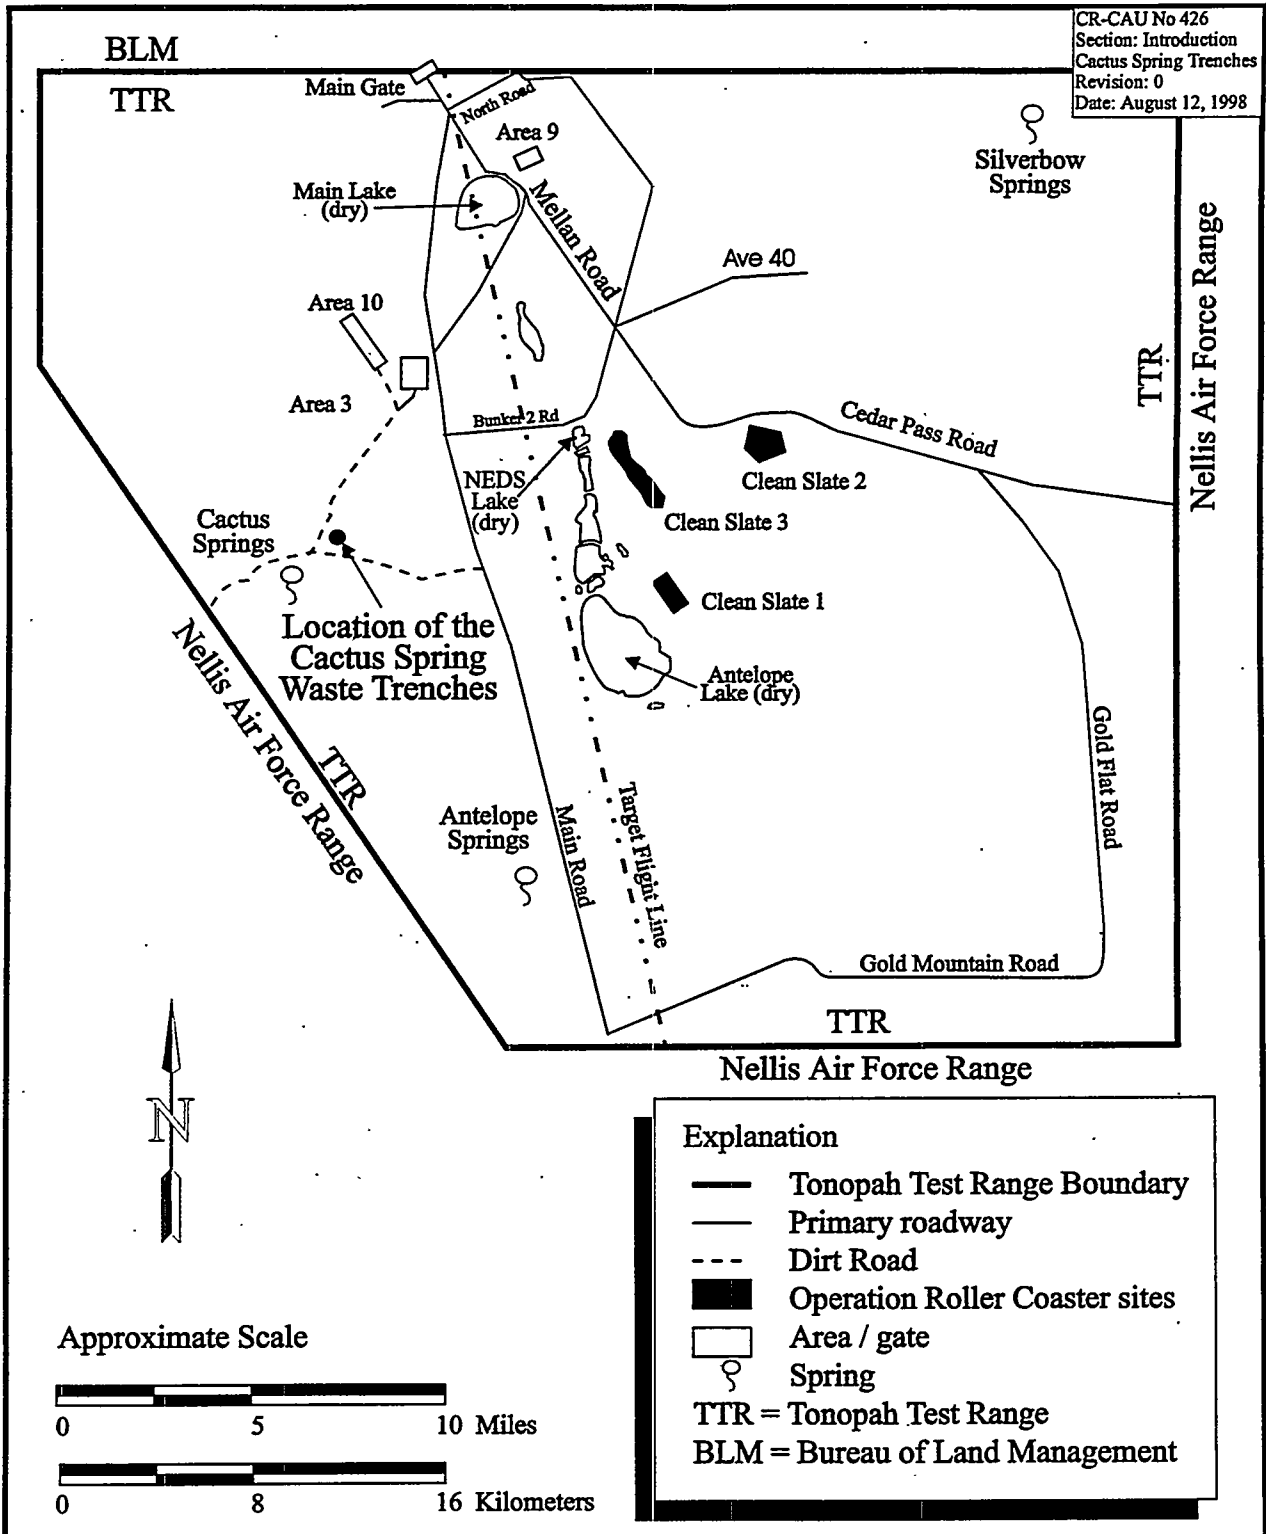 CR-CAU No 426
Section: Introduction
Cactus Spring Trenches
Revision: 0
Date: August 12, 1998
BLM
TTR
Main Gate
North Road
Area 9
Silverbow
Springs
Main Lake
(dry)
Mellan Road
Ave 40
Nellis Air Force Range
TTR
Area 10
Area 3
Bunker 2 Rd
Cedar Pass Road
NEDS
Lake
(dry)
Clean Slate 2
Clean Slate 3
Cactus
Springs
Clean Slate 1
Location of the
Cactus Spring
Waste Trenches
Antelope
Lake (dry)
Nellis Air Force Range
TTR
Gold Flat Road
Antelope
Springs
Main Road
Target Flight Line
Gold Mountain Road
TTR
Nellis Air Force Range
N
Explanation
Tonopah Test Range Boundary
Primary roadway
Dirt Road
Operation Roller Coaster sites
Area / gate
Spring
TTR = Tonopah Test Range
BLM = Bureau of Land Management
Approximate Scale
0 5 10 Miles
0 8 16 Kilometers